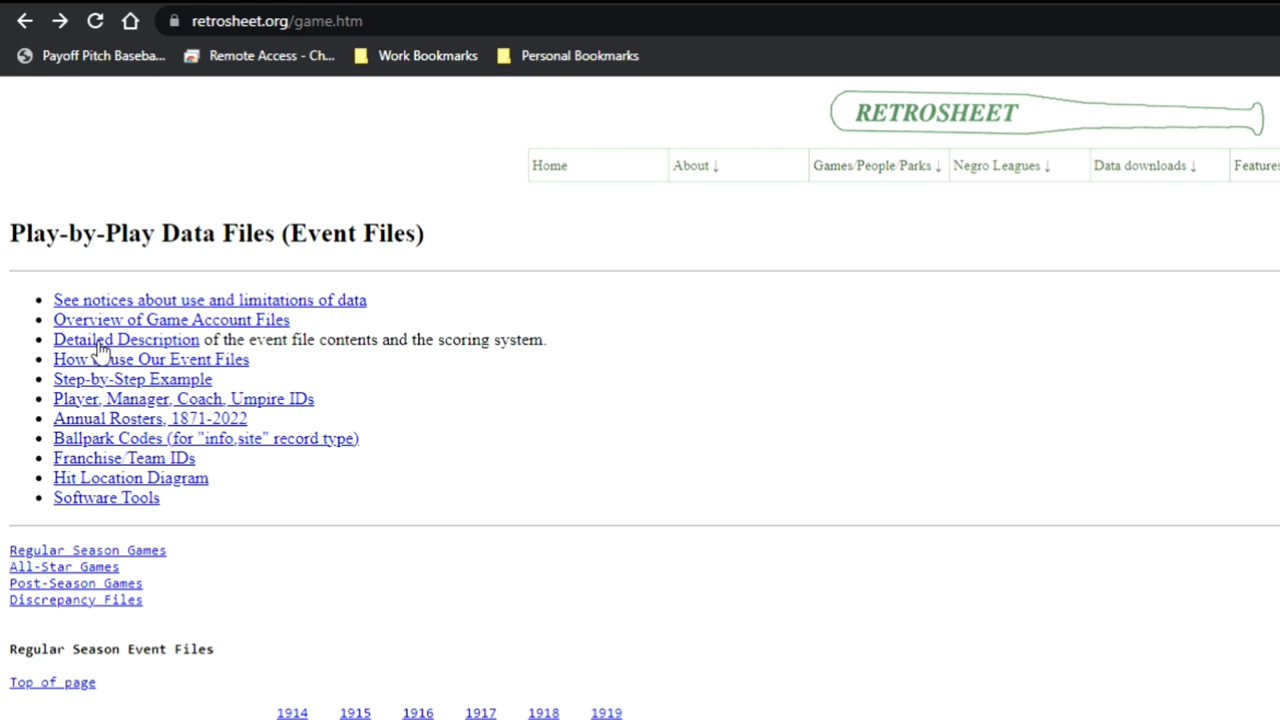 retrosheet.org/game.htm
Payoff Pitch Baseba... Remote Access - Ch... Work Bookmarks Personal Bookmarks
RETROSHEET
Home About ↓ Games/People/Parks ↓ Negro Leagues ↓ Data downloads ↓ Features
Play-by-Play Data Files (Event Files)
See notices about use and limitations of data
Overview of Game Account Files
Detailed Description of the event file contents and the scoring system.
How use Our Event Files
Step-by-Step Example
Player, Manager, Coach, Umpire IDs
Annual Rosters, 1871-2022
Ballpark Codes (for "info,site" record type)
Franchise/Team IDs
Hit Location Diagram
Software Tools
Regular Season Games
All-Star Games
Post-Season Games
Discrepancy Files
Regular Season Event Files
Top of page
1914 1915 1916 1917 1918 1919